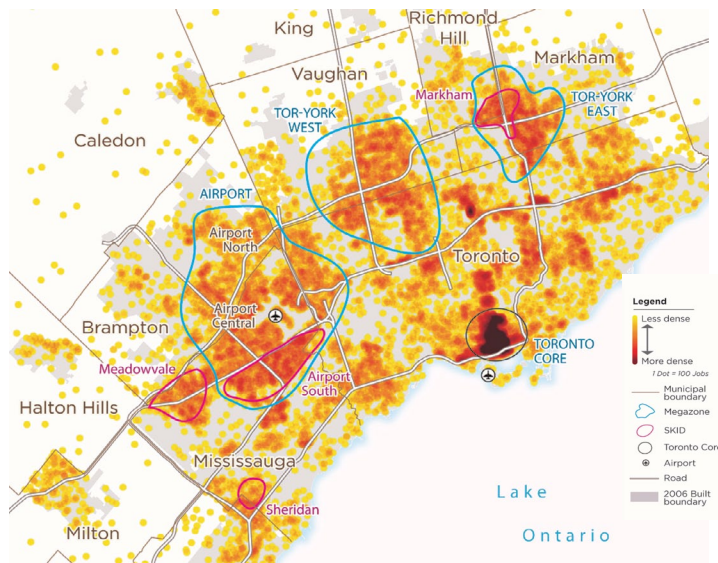 King
Richmond
Hill
Markham
Vaughan
Markham
TOR-YORK
EAST
TOR-YORK
WEST
Caledon
AIRPORT
Airport
North
Toronto
Airport
Central
Brampton
TORONTO
CORE
Meadowvale
Airport
South
Halton Hills
Mississauga
Sheridan
Milton
Lake
Ontario
Legend
Less dense
More dense
1 Dot = 100 Jobs
Municipal
boundary
Megazone
SKID
Toronto Core
Airport
Road
2006 Built
boundary